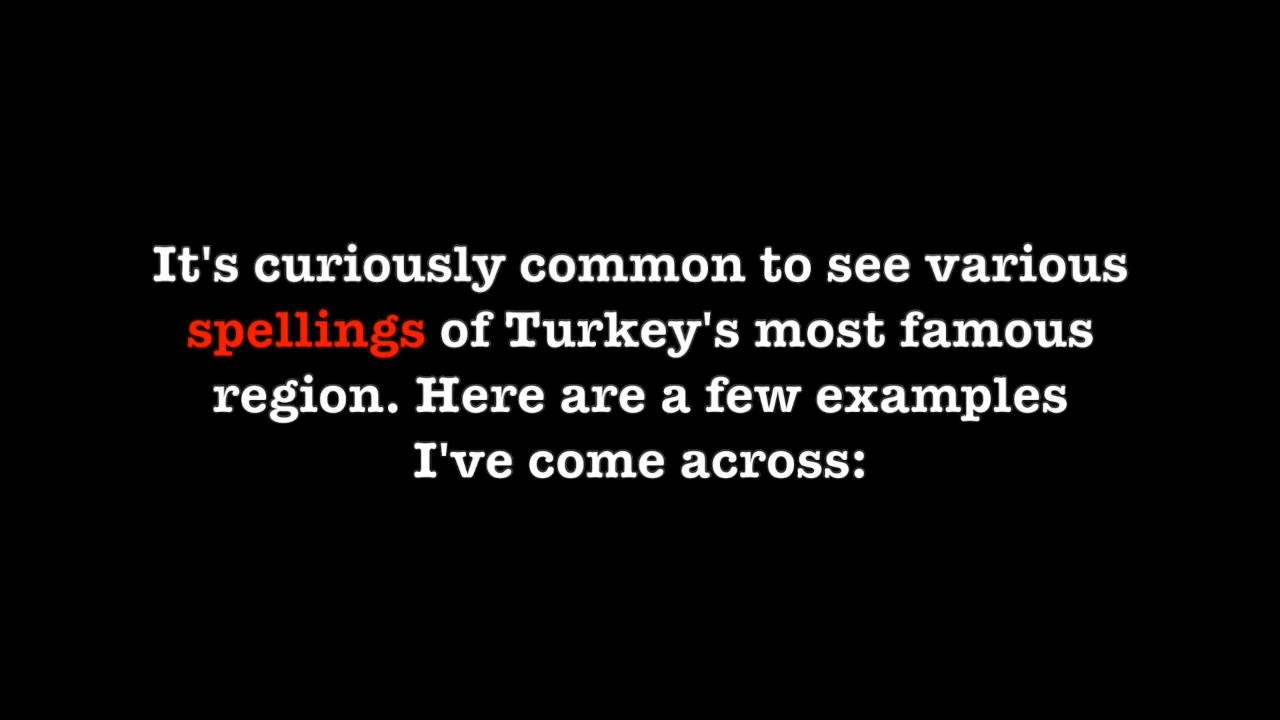 It's curiously common to see various
spellings of Turkey's most famous
region. Here are a few examples
I've come across: